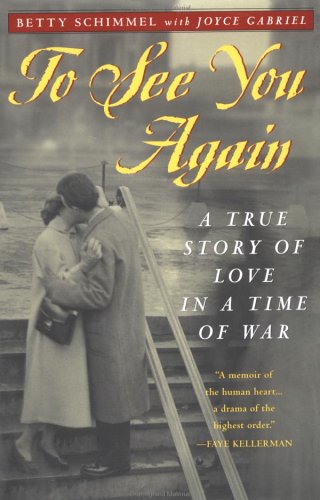 BETTY SCHIMMEL with JOYCE GABRIEL
To See You
Again
A TRUE
STORY OF
LOVE
IN A TIME
OF WAR
"A memoir of
the human heart...
a drama of the
highest order."
—FAYE KELLERMAN